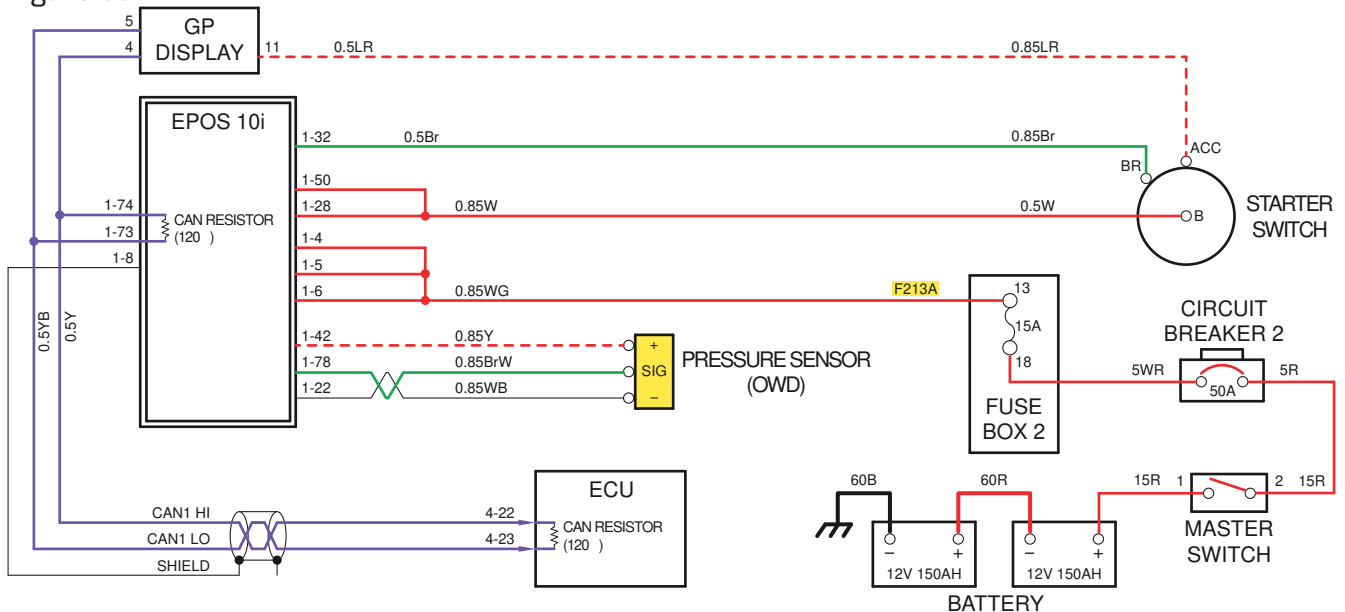 5
GP
DISPLAY
4
11
0.5LR
0.85LR
EPOS 10i
1-32
0.5Br
0.85Br
ACC
BR
1-50
1-28
0.85W
0.5W
B
STARTER
SWITCH
1-74
CAN RESISTOR
(120 )
1-73
1-8
1-4
1-5
1-6
0.85WG
F213A
13
15A
18
FUSE
BOX 2
CIRCUIT
BREAKER 2
5WR
50A
5R
0.5YB
0.5Y
1-42
0.85Y
+
1-78
0.85BrW
SIG
1-22
0.85WB
−
PRESSURE SENSOR
(OWD)
ECU
4-22
CAN RESISTOR
(120 )
4-23
CAN1 HI
CAN1 LO
SHIELD
60B
60R
15R
1
2
15R
MASTER
SWITCH
−
+
−
+
12V 150AH
12V 150AH
BATTERY